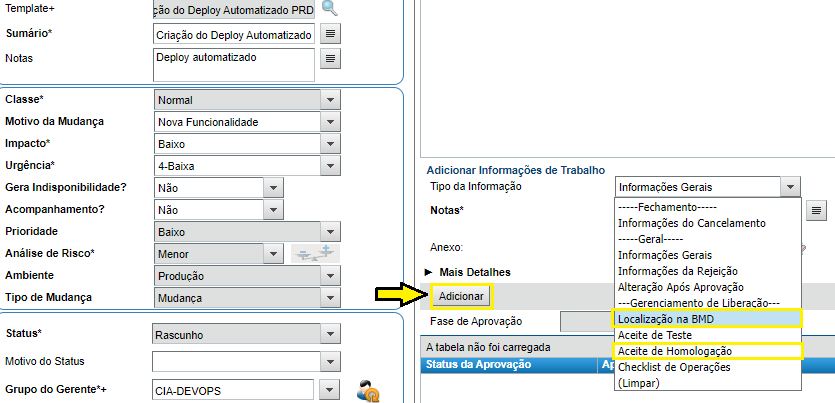 Template+
ção do Deploy Automatizado PRD
Sumário*
Criação do Deploy Automatizado
Notas
Deploy automatizado
Classe*
Normal
Motivo da Mudança
Nova Funcionalidade
Impacto*
Baixo
Urgência*
4-Baixa
Gera Indisponibilidade?
Não
Acompanhamento?
Não
Prioridade
Baixo
Análise de Risco*
Menor
Ambiente
Produção
Tipo de Mudança
Mudança
Status*
Rascunho
Motivo do Status
Grupo do Gerente*+
CIA-DEVOPS
Adicionar Informações de Trabalho
Tipo da Informação
Informações Gerais
Notas*
Anexo:
Mais Detalhes
Adicionar
Fase de Aprovação
A tabela não foi carregada
Status da Aprovação
-----Fechamento-----
Informações do Cancelamento
-----Geral-----
Informações Gerais
Informações da Rejeição
Alteração Após Aprovação
---Gerenciamento de Liberação---
Localização na BMD
Aceite de Teste
Aceite de Homologação
Checklist de Operações
(Limpar)